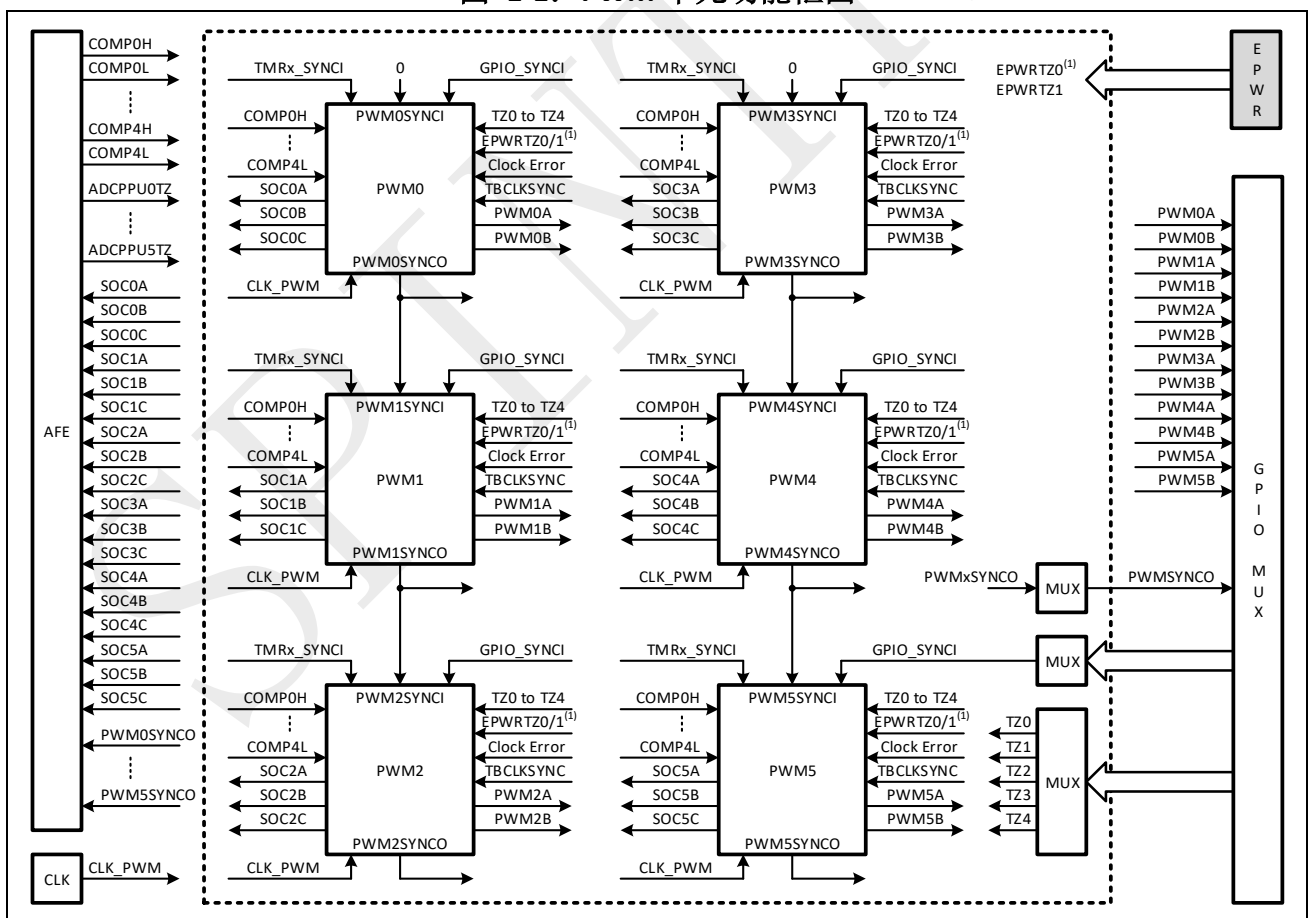 COMP0H
COMP0L
COMP4H
COMP4L
ADCPPU0TZ
ADCPPU5TZ
SOC0A
SOC0B
SOC0C
SOC1A
SOC1B
SOC1C
SOC2A
SOC2B
SOC2C
SOC3A
SOC3B
SOC3C
SOC4A
SOC4B
SOC4C
SOC5A
SOC5B
SOC5C
PWM0SYNCO
PWM5SYNCO
AFE
CLK
CLK_PWM
TMRx_SYNCI 0 GPIO_SYNCI
PWM0SYNCI
COMP0H
COMP4L
SOC0A
SOC0B
SOC0C
PWM0
TZ0 to TZ4
EPWRTZ0/1(1)
Clock Error
TBCLKSYNC
PWM0A
PWM0B
PWM0SYNCO
CLK_PWM
TMRx_SYNCI GPIO_SYNCI
PWM1SYNCI
COMP0H
COMP4L
SOC1A
SOC1B
SOC1C
PWM1
TZ0 to TZ4
EPWRTZ0/1(1)
Clock Error
TBCLKSYNC
PWM1A
PWM1B
PWM1SYNCO
CLK_PWM
TMRx_SYNCI GPIO_SYNCI
PWM2SYNCI
COMP0H
COMP4L
SOC2A
SOC2B
SOC2C
PWM2
TZ0 to TZ4
EPWRTZ0/1(1)
Clock Error
TBCLKSYNC
PWM2A
PWM2B
PWM2SYNCO
CLK_PWM
TMRx_SYNCI 0 GPIO_SYNCI
PWM3SYNCI
COMP0H
COMP4L
SOC3A
SOC3B
SOC3C
PWM3
TZ0 to TZ4
EPWRTZ0/1(1)
Clock Error
TBCLKSYNC
PWM3A
PWM3B
PWM3SYNCO
CLK_PWM
TMRx_SYNCI GPIO_SYNCI
PWM4SYNCI
COMP0H
COMP4L
SOC4A
SOC4B
SOC4C
PWM4
TZ0 to TZ4
EPWRTZ0/1(1)
Clock Error
TBCLKSYNC
PWM4A
PWM4B
PWM4SYNCO
CLK_PWM
TMRx_SYNCI GPIO_SYNCI
PWM5SYNCI
COMP0H
COMP4L
SOC5A
SOC5B
SOC5C
PWM5
TZ0 to TZ4
EPWRTZ0/1(1)
Clock Error
TBCLKSYNC
PWM5A
PWM5B
PWM5SYNCO
CLK_PWM
EPWRTZ0(1)
EPWRTZ1
EPWR
PWM0A
PWM0B
PWM1A
PWM1B
PWM2A
PWM2B
PWM3A
PWM3B
PWM4A
PWM4B
PWM5A
PWM5B
PWMxSYNCO MUX PWMSYNCO
MUX
TZ0
TZ1
TZ2
TZ3
TZ4
MUX
GPIO MUX
SPINT